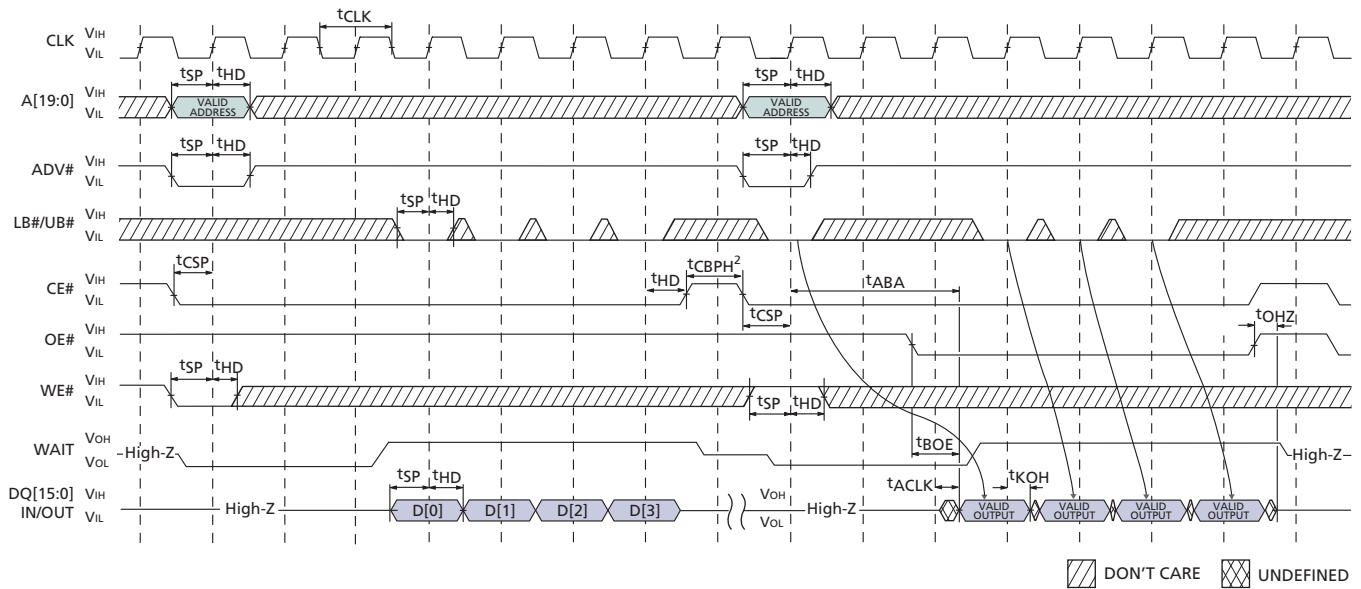 tCLK
CLK VIH
VIL
tSP tHD tSP tHD
A[19:0] VIH
VIL
VALID ADDRESS VALID ADDRESS
tSP tHD tSP tHD
ADV# VIH
VIL
tSP tHD
LB#/UB# VIH
VIL
tCSP tHD tCBPH2 tABA
CE# VIH
VIL
tCSP
OE# VIH
VIL
tOHZ
tSP tHD
WE# VIH
VIL
tSP tHD
tBOE
WAIT VOH
VOL
High-Z High-Z
tSP tHD tACLK tKOH
DQ[15:0] IN/OUT VIH
VIL
High-Z D[0] D[1] D[2] D[3] VOH
VOL
High-Z VALID OUTPUT VALID OUTPUT VALID OUTPUT VALID OUTPUT
DON'T CARE UNDEFINED